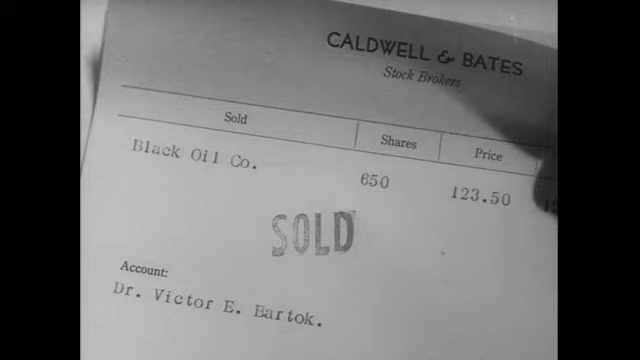 CALDWELL & BATES
Stock Brokers
Sold Shares Price
Black Oil Co. 650 123.50
SOLD
Account:
Dr. Victor E. Bartok.